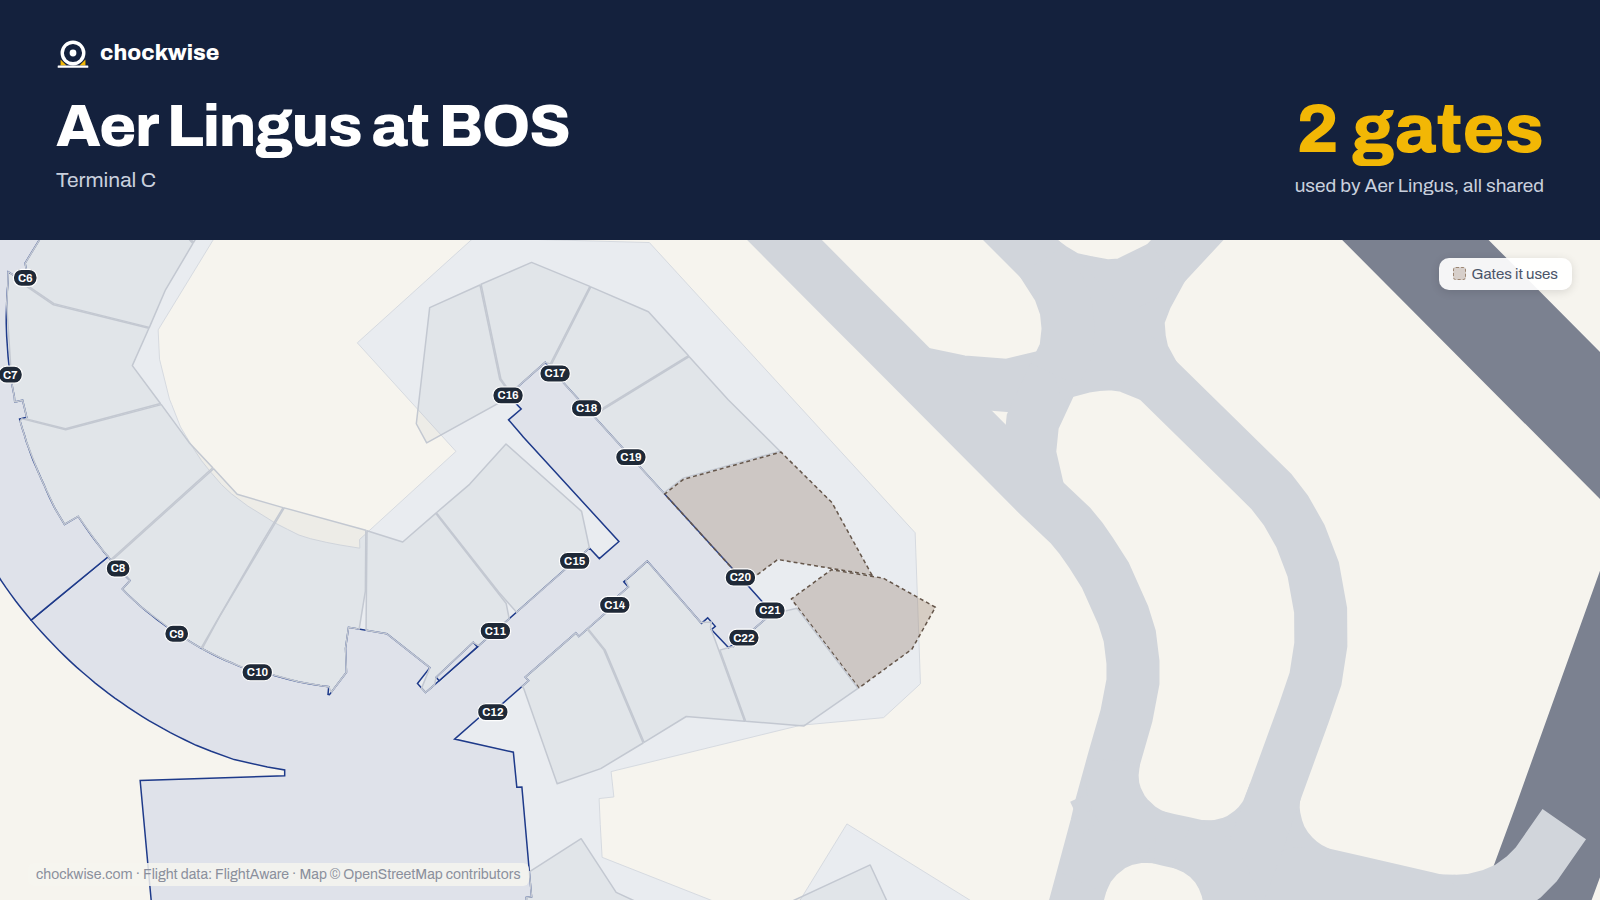 chockwise
Aer Lingus at BOS
Terminal C
2 gates
used by Aer Lingus, all shared
Gates it uses
C6
C7
C17
C16
C18
C19
C15
C8
C20
C14
C21
C11
C9
C22
C10
C12
chockwise.com · Flight data: FlightAware · Map © OpenStreetMap contributors